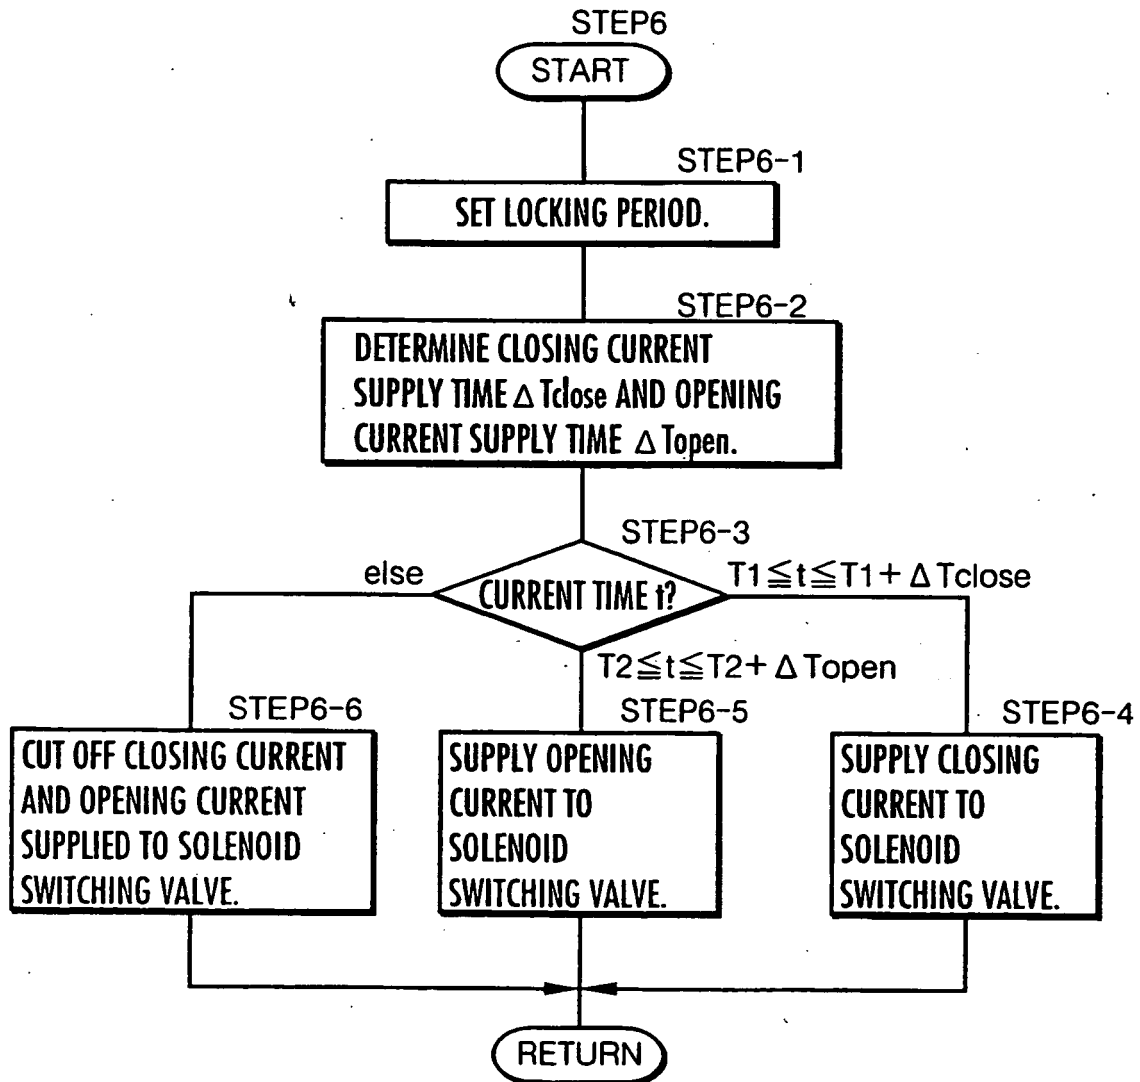 STEP6
START
STEP6-1
SET LOCKING PERIOD.
STEP6-2
DETERMINE CLOSING CURRENT
SUPPLY TIME Δ Tclose AND OPENING
CURRENT SUPPLY TIME Δ Topen.
STEP6-3
CURRENT TIME t?
else
T1≦t≦T1+ Δ Tclose
T2≦t≦T2+ Δ Topen
STEP6-6
CUT OFF CLOSING CURRENT
AND OPENING CURRENT
SUPPLIED TO SOLENOID
SWITCHING VALVE.
STEP6-5
SUPPLY OPENING
CURRENT TO
SOLENOID
SWITCHING VALVE.
STEP6-4
SUPPLY CLOSING
CURRENT TO
SOLENOID
SWITCHING VALVE.
RETURN